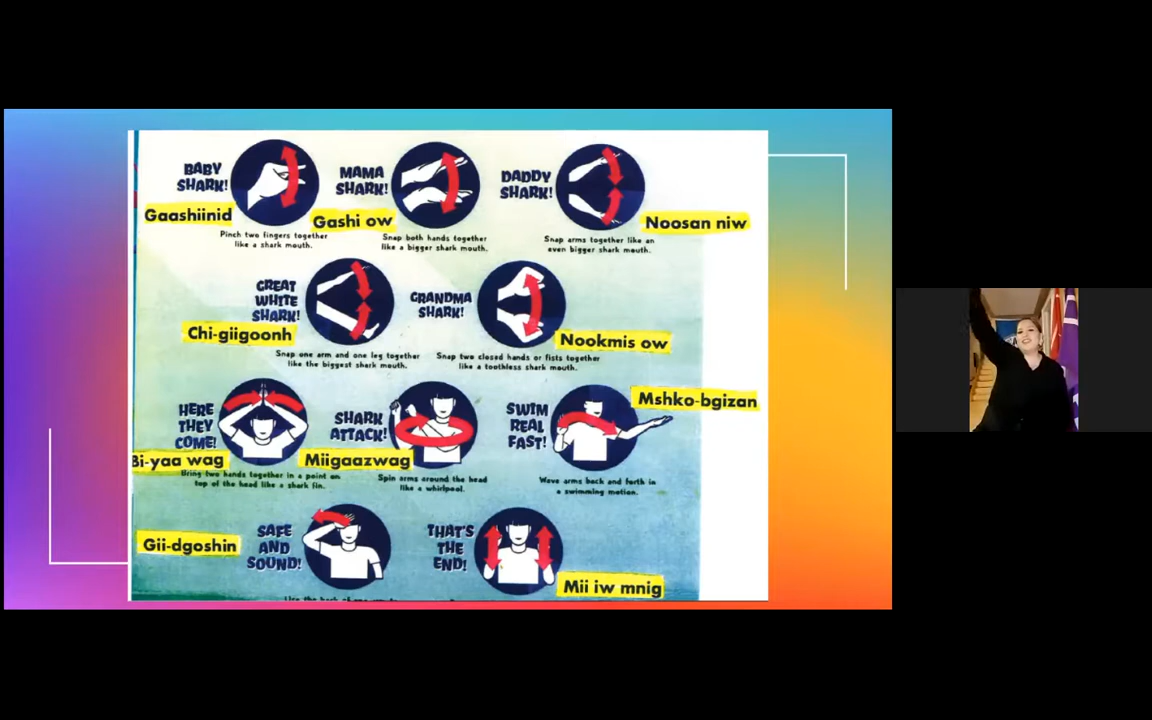 BABY
SHARK!
Gaashiinid
Pinch two fingers together
like a shark mouth.
MAMA
SHARK!
Gashi ow
Snap both hands together
like a bigger shark mouth.
DADDY
SHARK!
Noosan niw
Snap arms together like an
even bigger shark mouth.
GREAT
WHITE
SHARK!
Chi-giigoonh
Snap one arm and one leg together
like the biggest shark mouth.
GRANDMA
SHARK!
Nookmis ow
Snap two closed hands or fists together
like a toothless shark mouth.
HERE
THEY
COME!
Bi-yaa wag
Bring two hands together in a point on
top of the head like a shark fin.
SHARK
ATTACK!
Miigaazwag
Spin arms around the head
like a whirlpool.
SWIM
REAL
FAST!
Mshko-bgizan
Wave arms back and forth in
a swimming motion.
Gii-dgoshin
SAFE
AND
SOUND!
THAT'S
THE
END!
Mii iw mnig